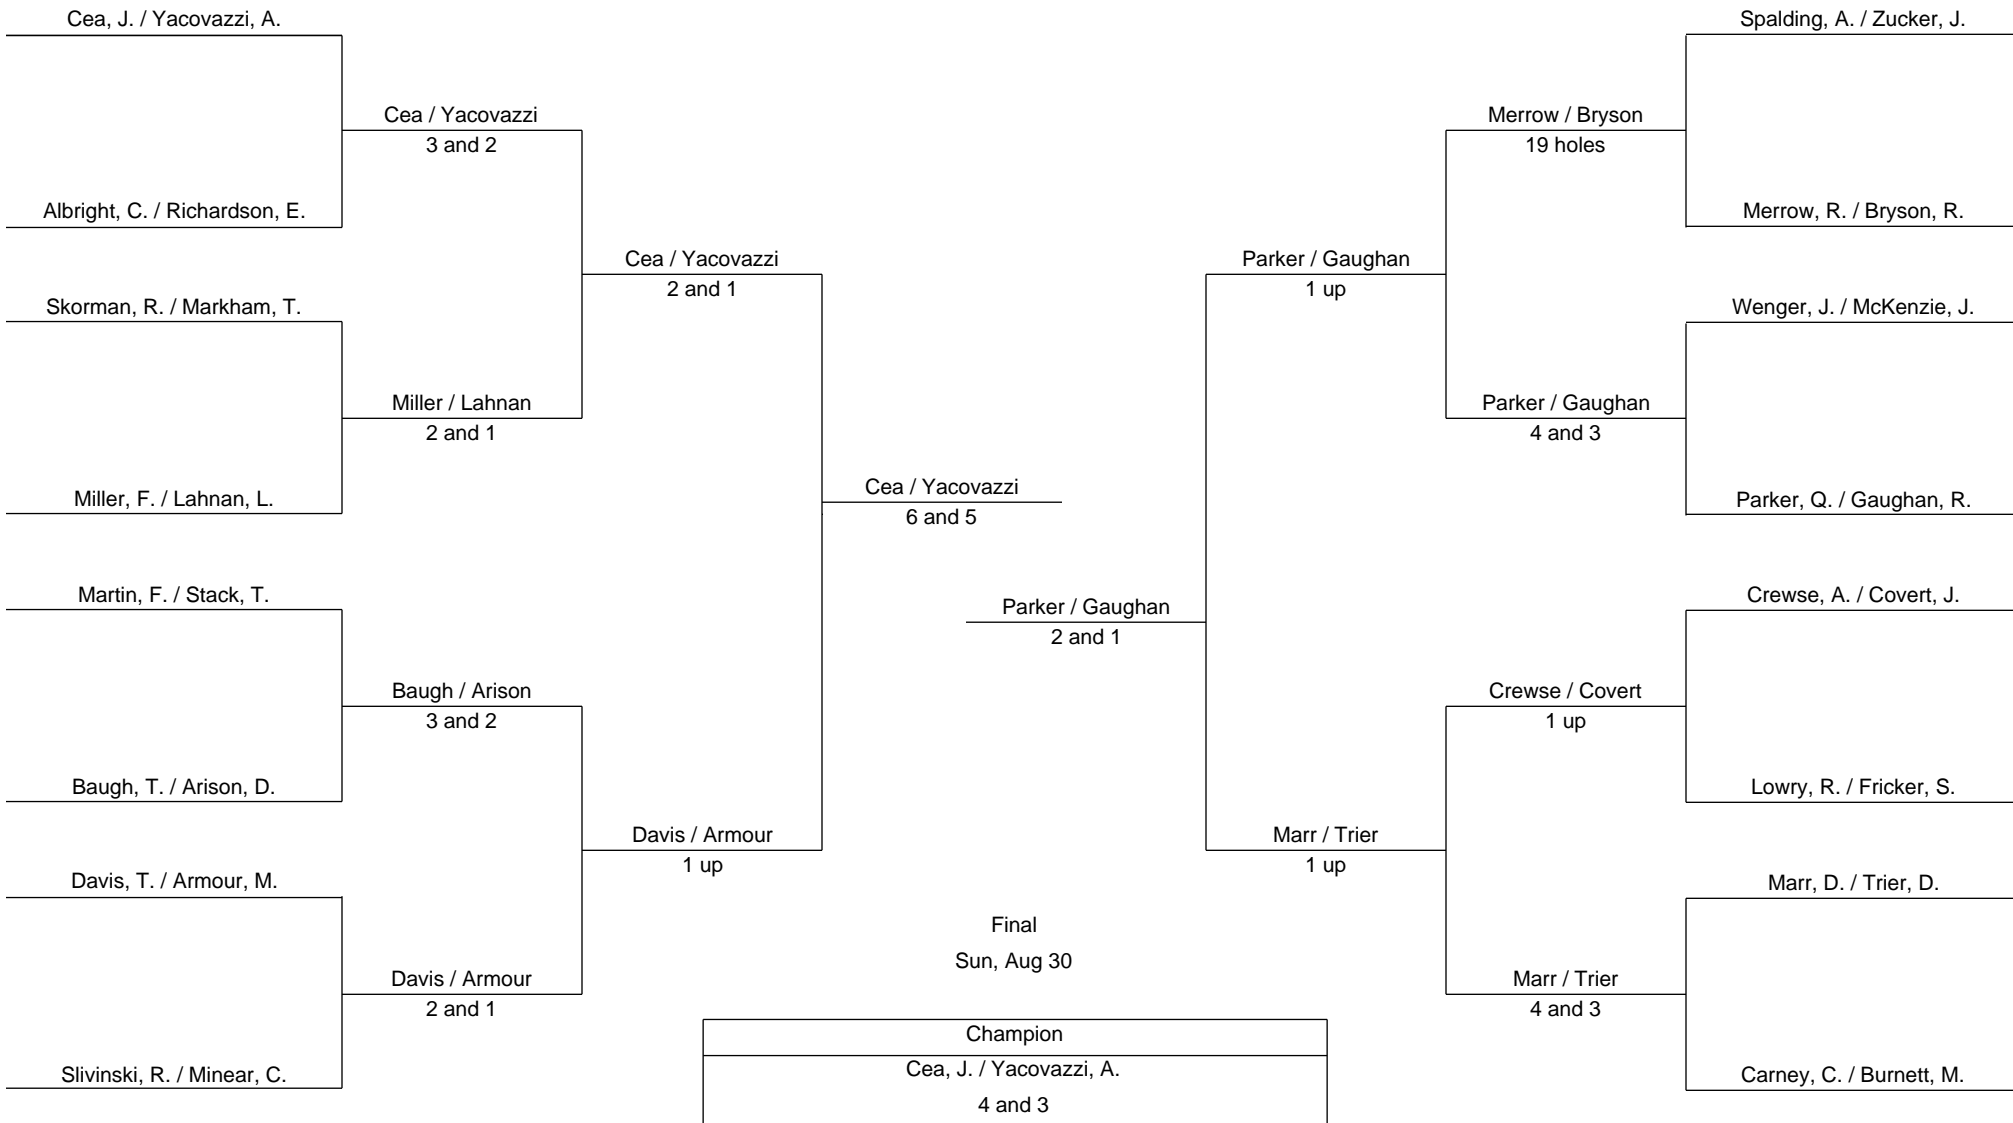 Cea, J. / Yacovazzi, A.
Cea / Yacovazzi
3 and 2
Albright, C. / Richardson, E.
Cea / Yacovazzi
2 and 1
Skorman, R. / Markham, T.
Miller / Lahnan
2 and 1
Miller, F. / Lahnan, L.
Cea / Yacovazzi
6 and 5
Martin, F. / Stack, T.
Baugh / Arison
3 and 2
Baugh, T. / Arison, D.
Davis / Armour
1 up
Davis, T. / Armour, M.
Davis / Armour
2 and 1
Slivinski, R. / Minear, C.
Spalding, A. / Zucker, J.
Merrow / Bryson
19 holes
Merrow, R. / Bryson, R.
Parker / Gaughan
1 up
Wenger, J. / McKenzie, J.
Parker / Gaughan
4 and 3
Parker, Q. / Gaughan, R.
Parker / Gaughan
2 and 1
Crewse, A. / Covert, J.
Crewse / Covert
1 up
Lowry, R. / Fricker, S.
Marr / Trier
1 up
Marr, D. / Trier, D.
Marr / Trier
4 and 3
Carney, C. / Burnett, M.
Final
Sun, Aug 30
Champion
Cea, J. / Yacovazzi, A.
4 and 3